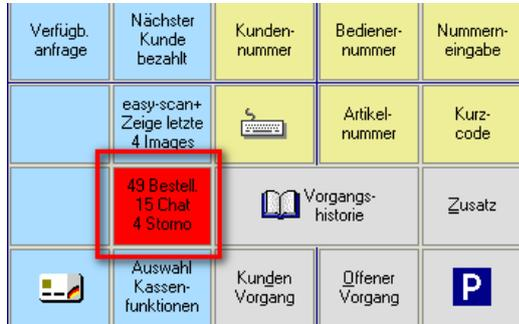 Verfügb.
anfrage
Nächster
Kunde
bezahlt
Kunden-
nummer
Bediener-
nummer
Nummern-
eingabe
easy-scan+
Zeige letzte
4 Images
Artikel-
nummer
Kurz-
code
49 Bestell.
15 Chat
4 Storno
Vorgangs-
historie
Zusatz
Auswahl
Kassen-
funktionen
Kunden
Vorgang
Offener
Vorgang
P